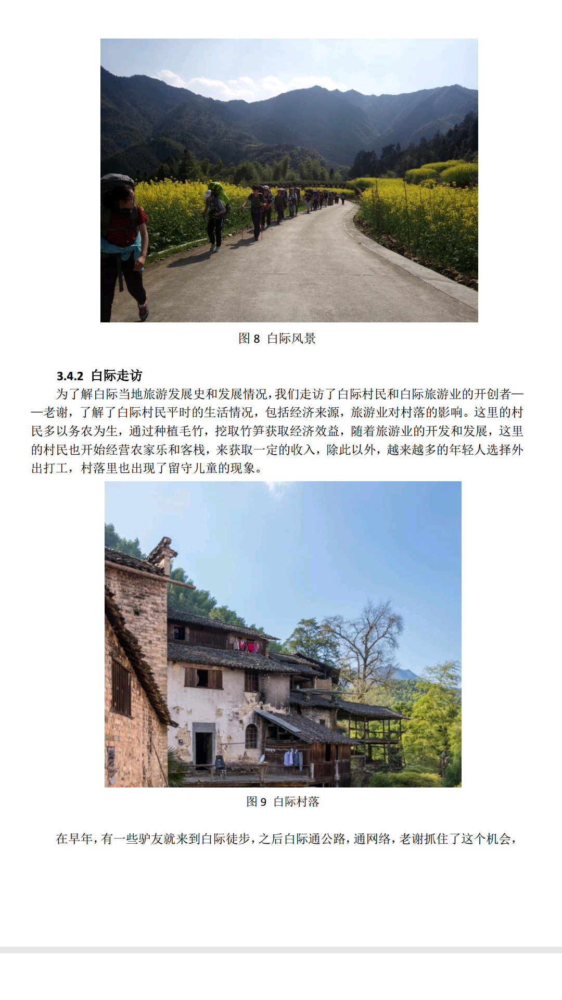 图 8 白际风景
3.4.2 白际走访
为了解白际当地旅游发展史和发展情况，我们走访了白际村民和白际旅游业的开创者—
—老谢，了解了白际村民平时的生活情况，包括经济来源，旅游业对村落的影响。这里的村
民多以务农为生，通过种植毛竹，挖取竹笋获取经济效益，随着旅游业的开发和发展，这里
的村民也开始经营农家乐和客栈，来获取一定的收入，除此以外，越来越多的年轻人选择外
出打工，村落里也出现了留守儿童的现象。
图 9 白际村落
在早年，有一些驴友就来到白际徒步，之后白际通公路，通网络，老谢抓住了这个机会，